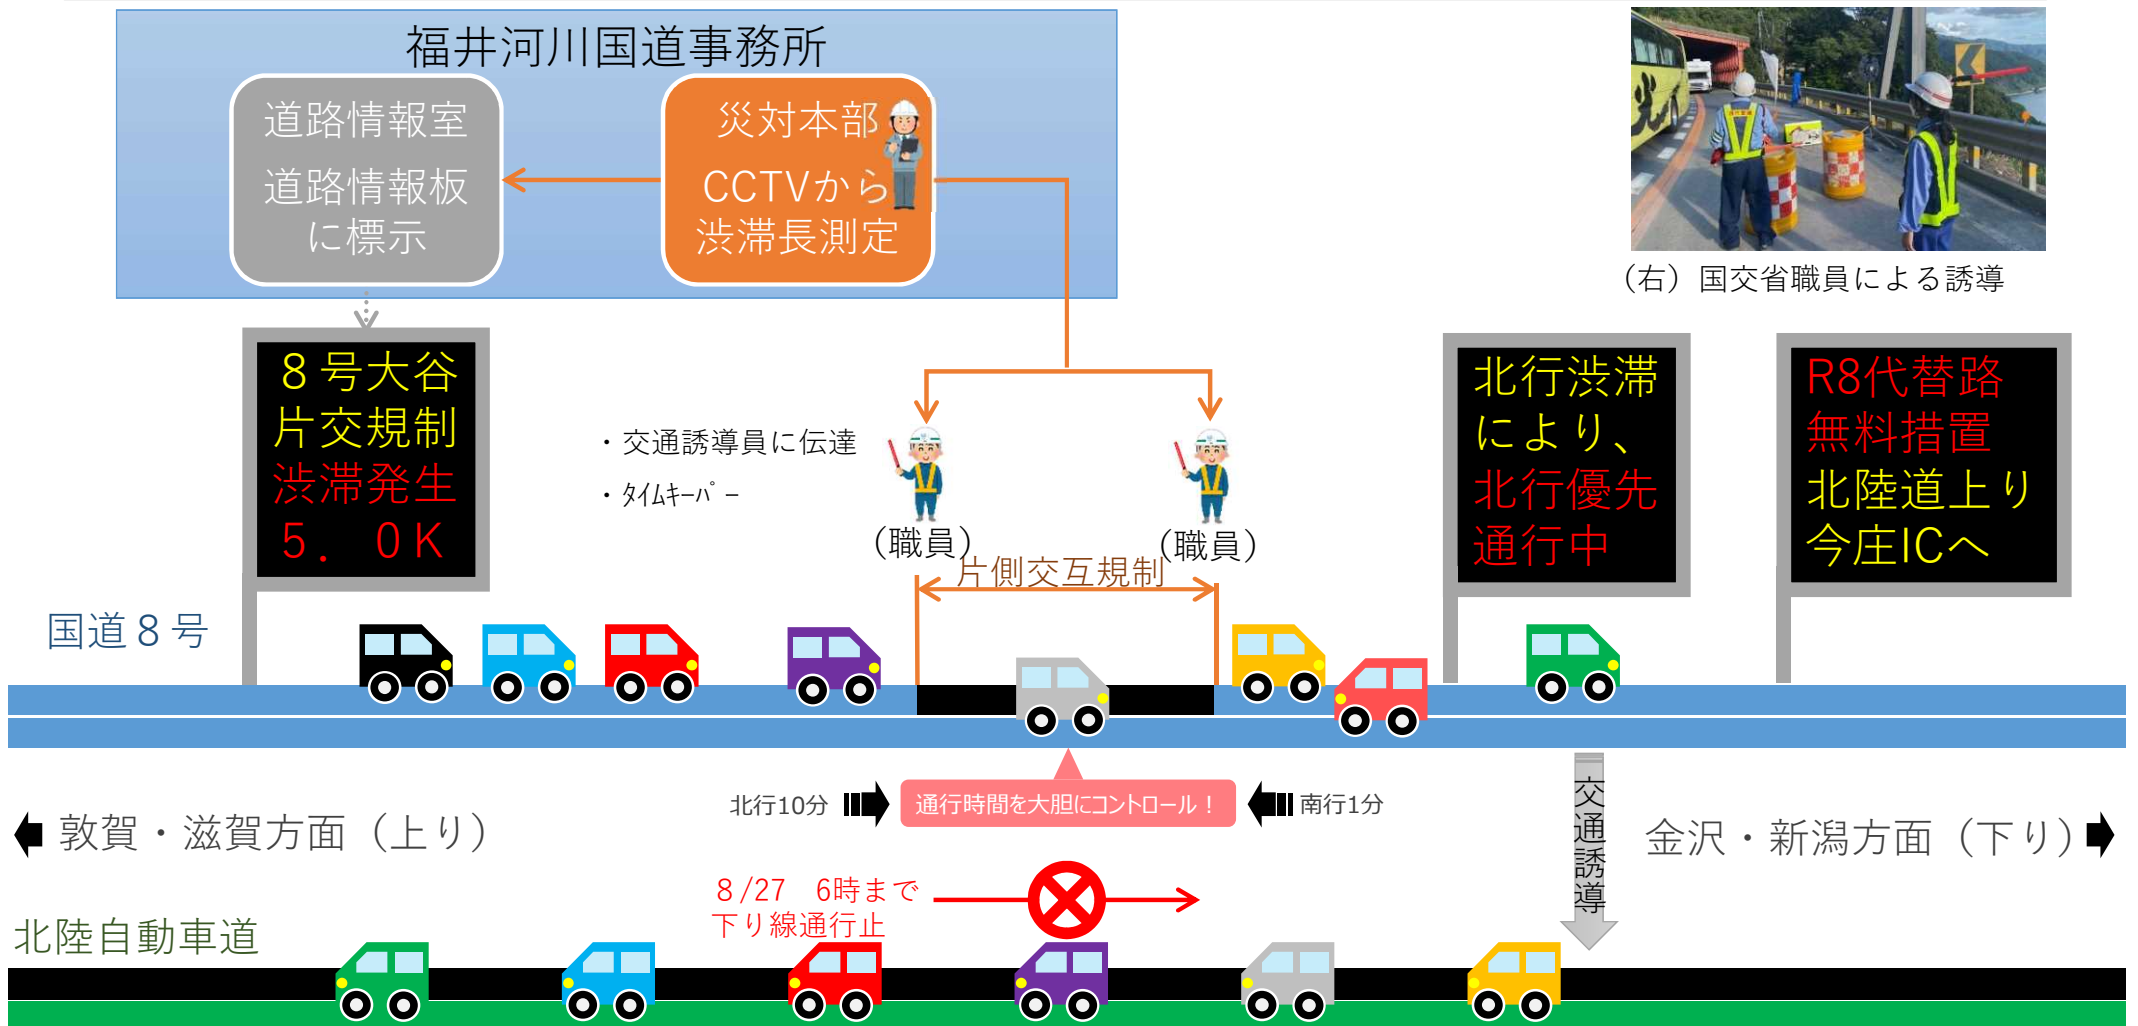 福井河川国道事務所
道路情報室
道路情報板
に標示
災対本部
CCTVから
渋滞長測定
（右）国交省職員による誘導
８号大谷
片交規制
渋滞発生
５．０Ｋ
・交通誘導員に伝達
・ﾀｲﾑｷｰﾊﾟｰ
（職員）
（職員）
片側交互規制
北行渋滞
により、
北行優先
通行中
R8代替路
無料措置
北陸道上り
今庄ICへ
国道８号
北行10分
通行時間を大胆にコントロール！
南行1分
交通誘導
敦賀・滋賀方面（上り）
金沢・新潟方面（下り）
８/27　6時まで
下り線通行止
北陸自動車道